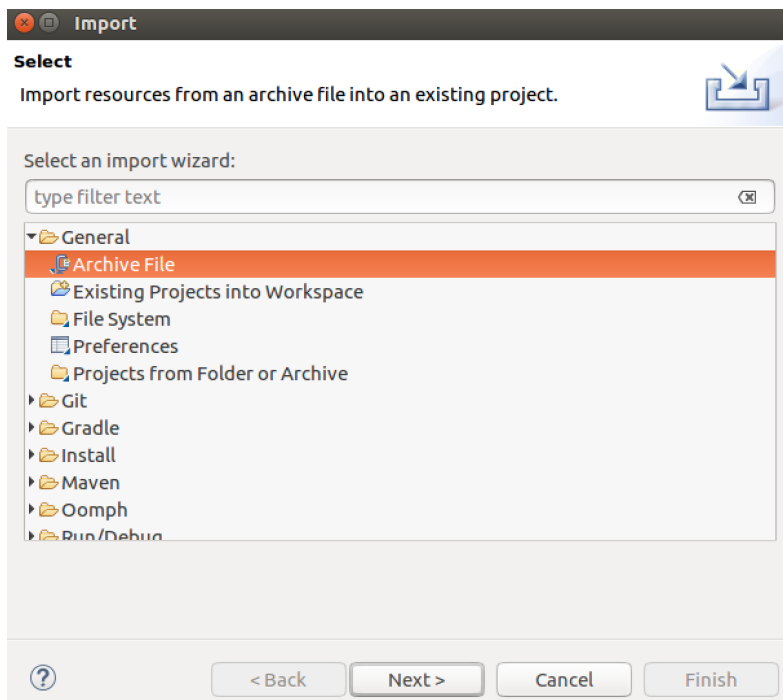 Import
Select
Import resources from an archive file into an existing project.
Select an import wizard:
type filter text
General
Archive File
Existing Projects into Workspace
File System
Preferences
Projects from Folder or Archive
Git
Gradle
Install
Maven
Oomph
Run/Debug
?
< Back
Next >
Cancel
Finish